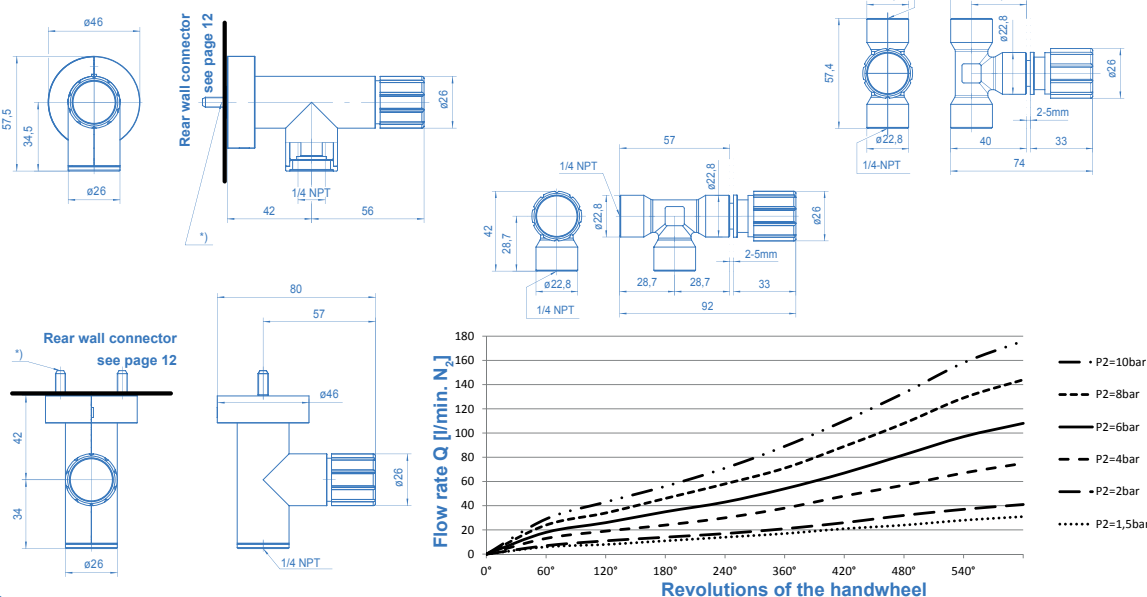 ø46
57,5
34,5
ø26
Rear wall connector
see page 12
ø26
1/4 NPT
42
56
*)
57,4
ø22,8
1/4-NPT
ø22,8
ø26
2-5mm
40
33
74
57
1/4 NPT
42
28,7
ø22,8
1/4 NPT
ø22,8
ø22,8
ø26
2-5mm
28,7
28,7
33
92
Rear wall connector
see page 12
*)
42
34
ø26
80
57
ø46
ø26
1/4 NPT
Flow rate Q [l/min. N2]
180
160
140
120
100
80
60
40
20
0
0°
60°
120°
180°
240°
360°
420°
480°
540°
Revolutions of the handwheel
P2=10bar
P2=8bar
P2=6bar
P2=4bar
P2=2bar
P2=1,5bar